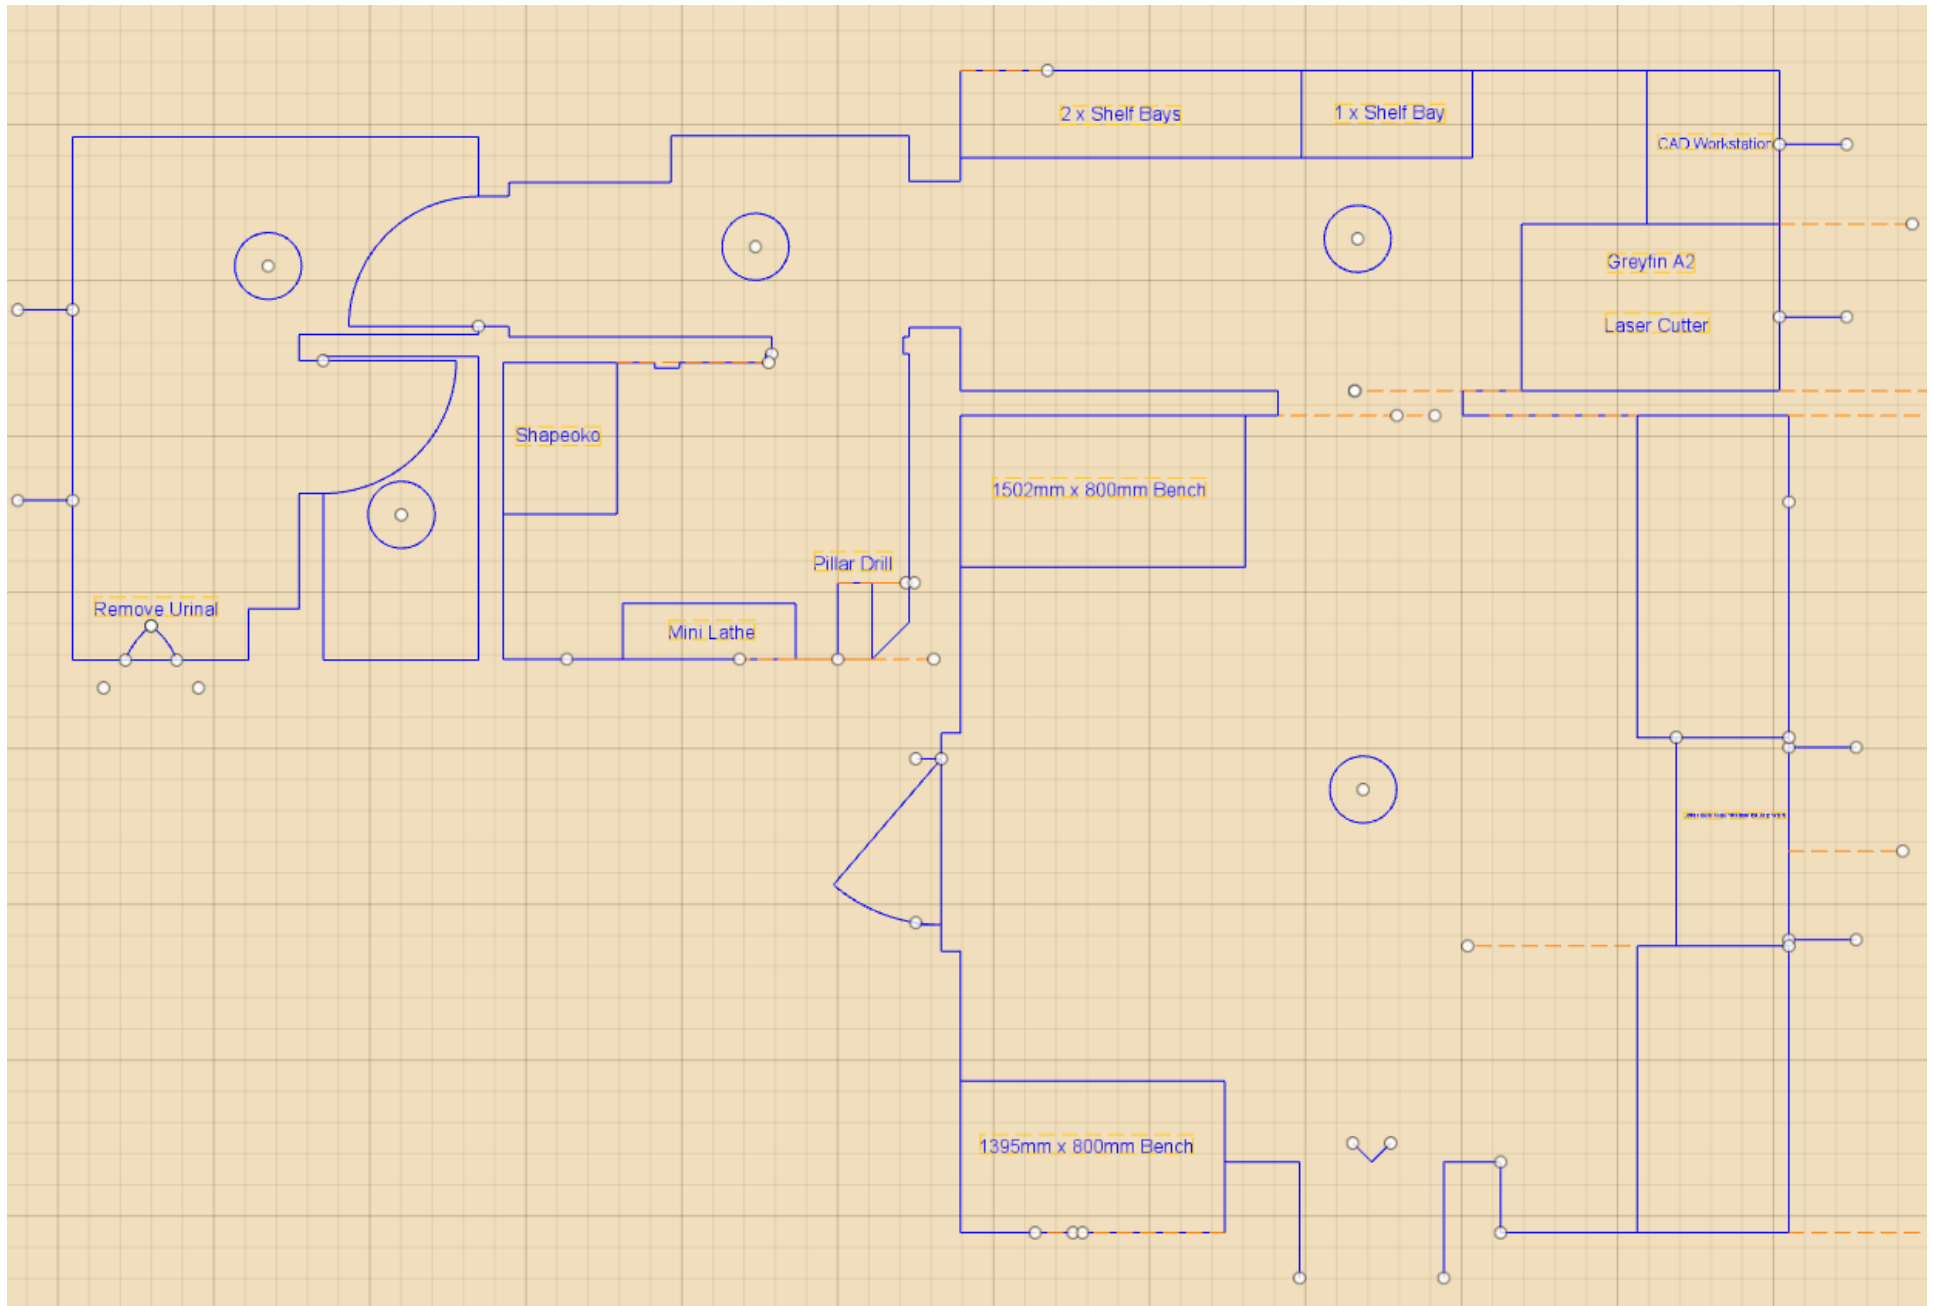 2 x Shelf Bays
1 x Shelf Bay
CAD Workstation
Greyfin A2
Laser Cutter
Shapeoko
1502mm x 800mm Bench
Pillar Drill
Remove Urinal
Mini Lathe
1395mm x 800mm Bench